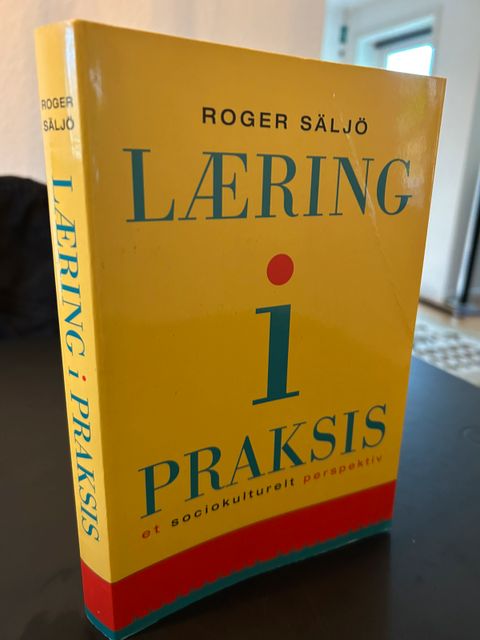 ROGER SÄLJÖ
LÆRING
i
PRAKSIS
et sociokulturelt perspektiv
ROGER
SÄLJÖ
LÆRING i PRAKSIS